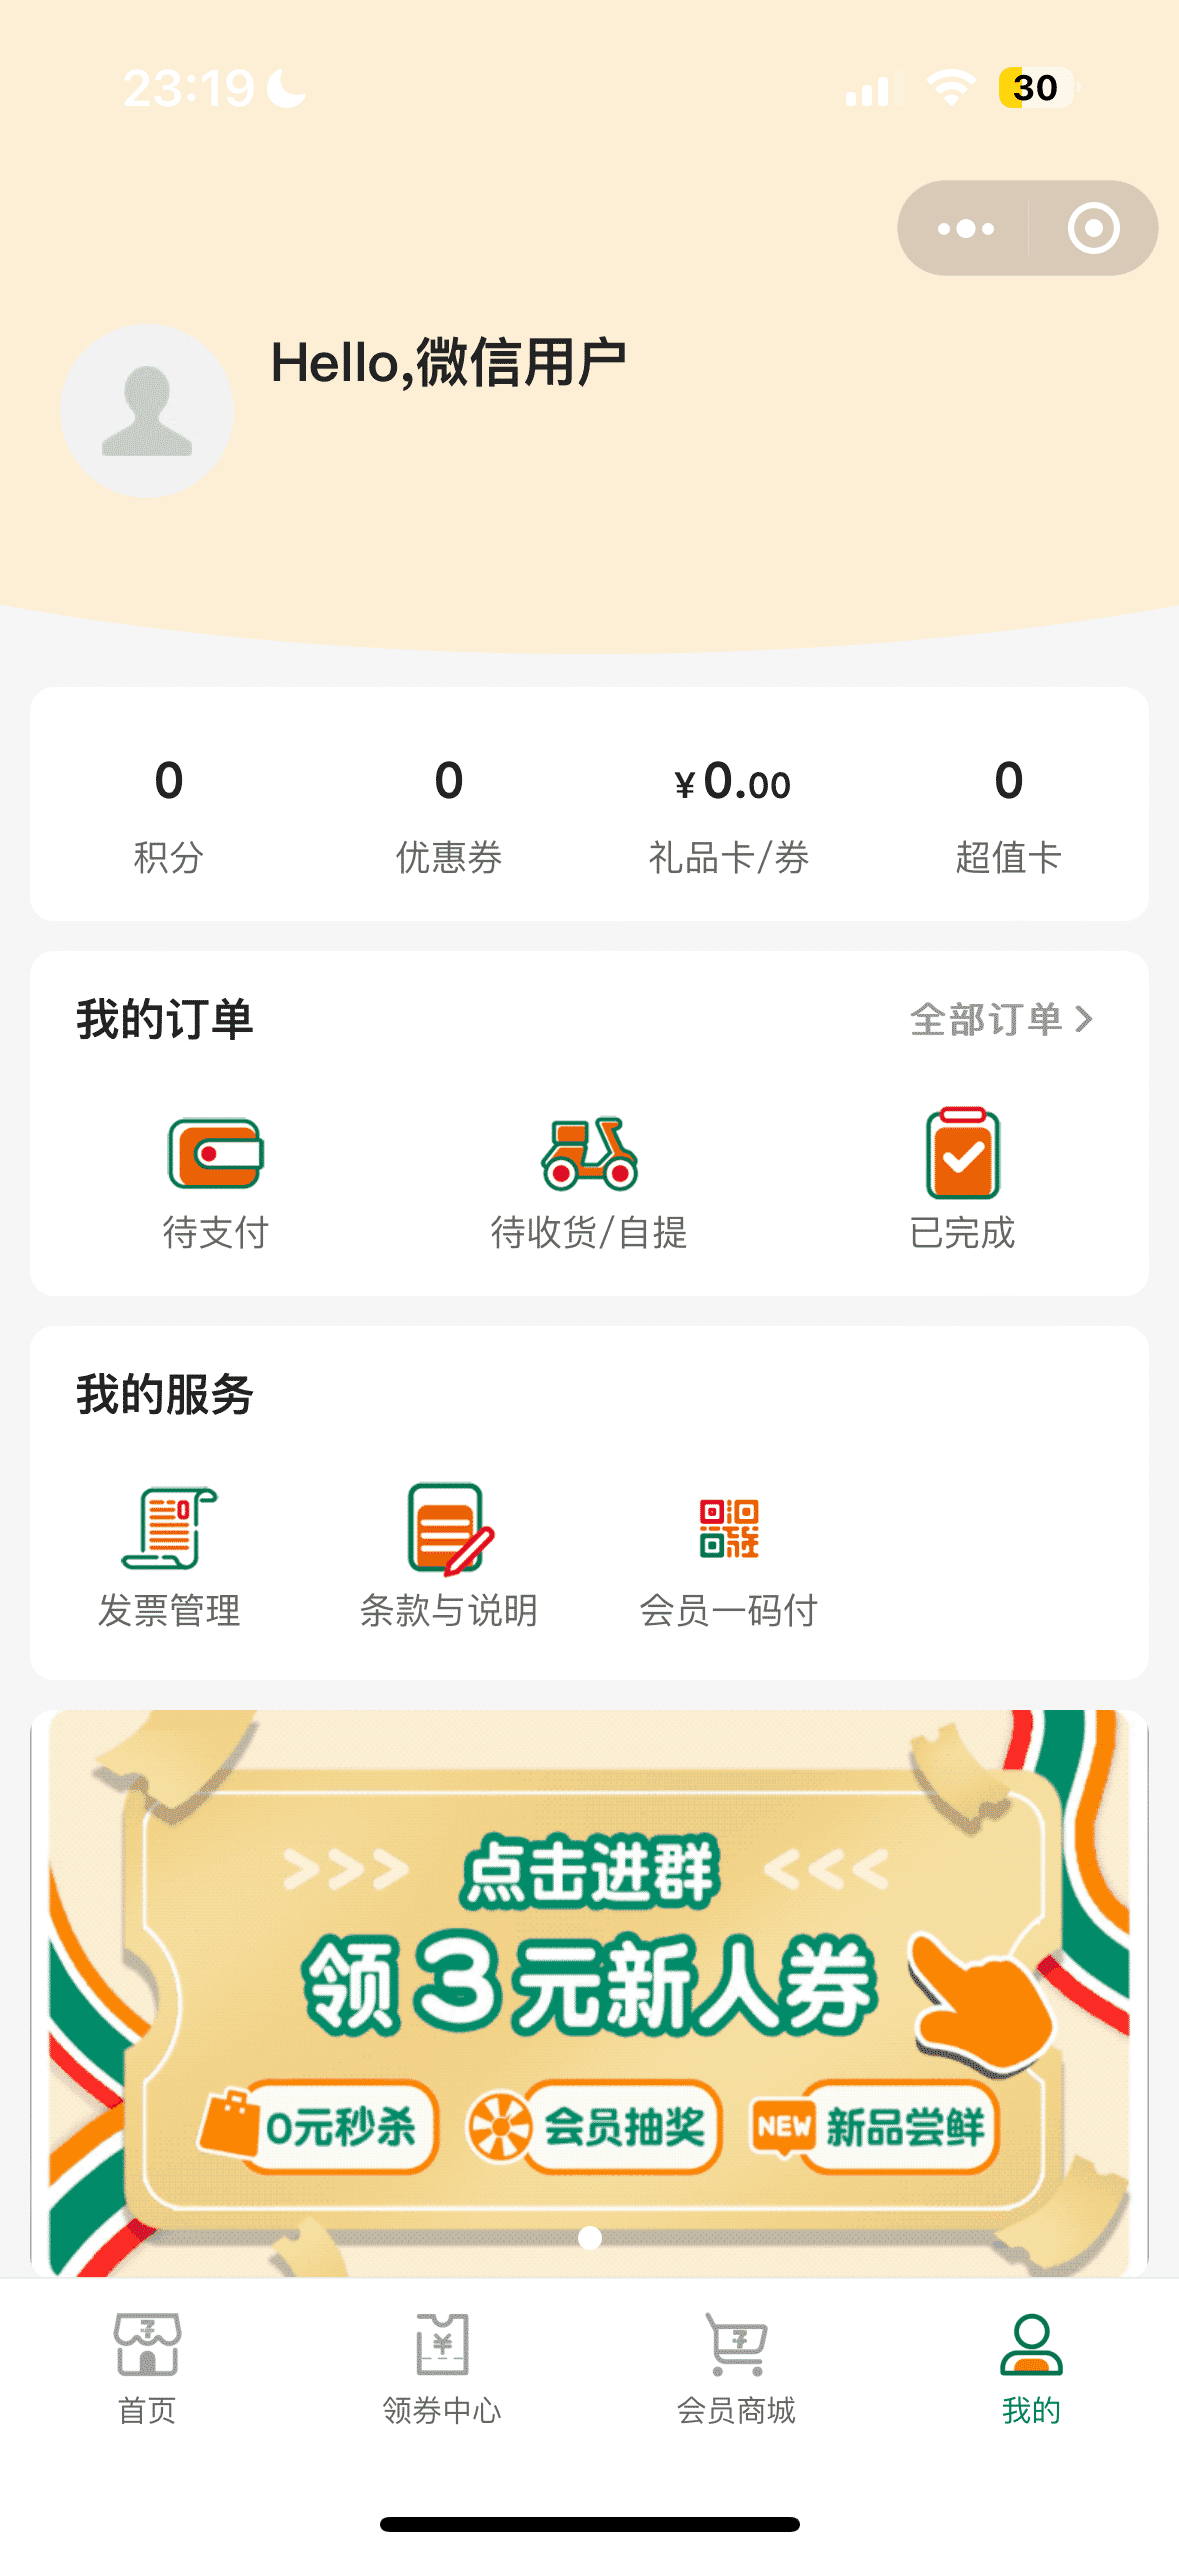 23:19
30
Hello,微信用户
0 0 ¥0.00 0
积分 优惠券 礼品卡/券 超值卡
我的订单 全部订单
待支付 待收货/自提 已完成
我的服务
发票管理 条款与说明 会员一码付
>>> 点击进群 <<<
领3元新人券
0元秒杀 会员抽奖 NEW 新品尝鲜
首页 领券中心 会员商城 我的